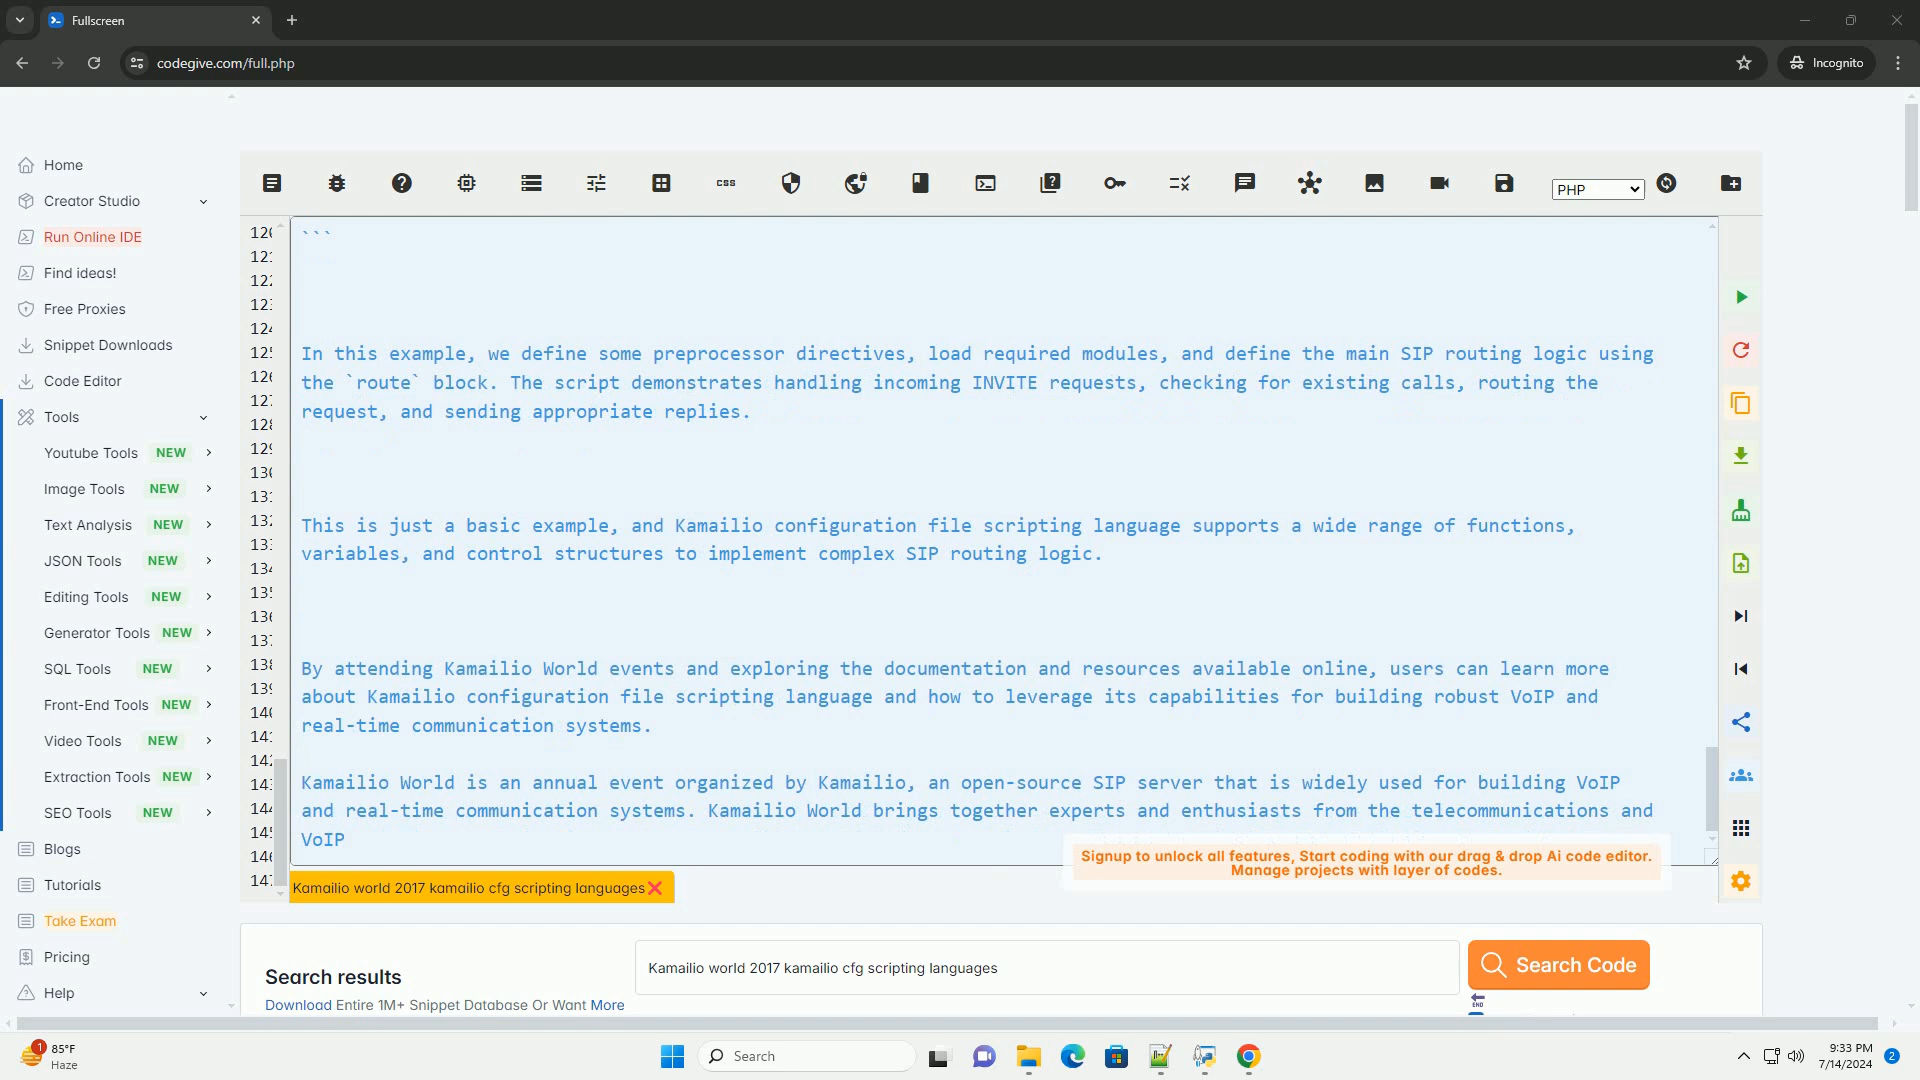 Fullscreen
codegive.com/full.php
Incognito
Home
Creator Studio
Run Online IDE
Find ideas!
Free Proxies
Snippet Downloads
Code Editor
Tools
Youtube Tools NEW
Image Tools NEW
Text Analysis NEW
JSON Tools NEW
Editing Tools NEW
Generator Tools NEW
SQL Tools NEW
Front-End Tools NEW
Video Tools NEW
Extraction Tools NEW
SEO Tools NEW
Blogs
Tutorials
Take Exam
Pricing
Help
CSS
PHP
```
In this example, we define some preprocessor directives, load required modules, and define the main SIP routing logic using
the `route` block. The script demonstrates handling incoming INVITE requests, checking for existing calls, routing the
request, and sending appropriate replies.
This is just a basic example, and Kamailio configuration file scripting language supports a wide range of functions,
variables, and control structures to implement complex SIP routing logic.
By attending Kamailio World events and exploring the documentation and resources available online, users can learn more
about Kamailio configuration file scripting language and how to leverage its capabilities for building robust VoIP and
real-time communication systems.
Kamailio World is an annual event organized by Kamailio, an open-source SIP server that is widely used for building VoIP
and real-time communication systems. Kamailio World brings together experts and enthusiasts from the telecommunications and
VoIP
Signup to unlock all features, Start coding with our drag & drop Ai code editor.
Manage projects with layer of codes.
Kamailio world 2017 kamailio cfg scripting languages
Search results
Download Entire 1M+ Snippet Database Or Want More
Kamailio world 2017 kamailio cfg scripting languages
Search Code
END
1
85°F
Haze
Search
9:33 PM
7/14/2024
2